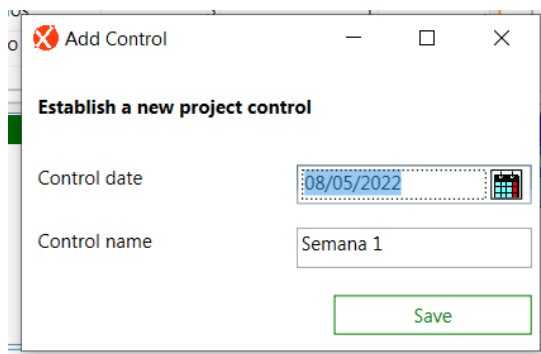 Add Control
Establish a new project control
Control date 08/05/2022
Control name Semana 1
Save